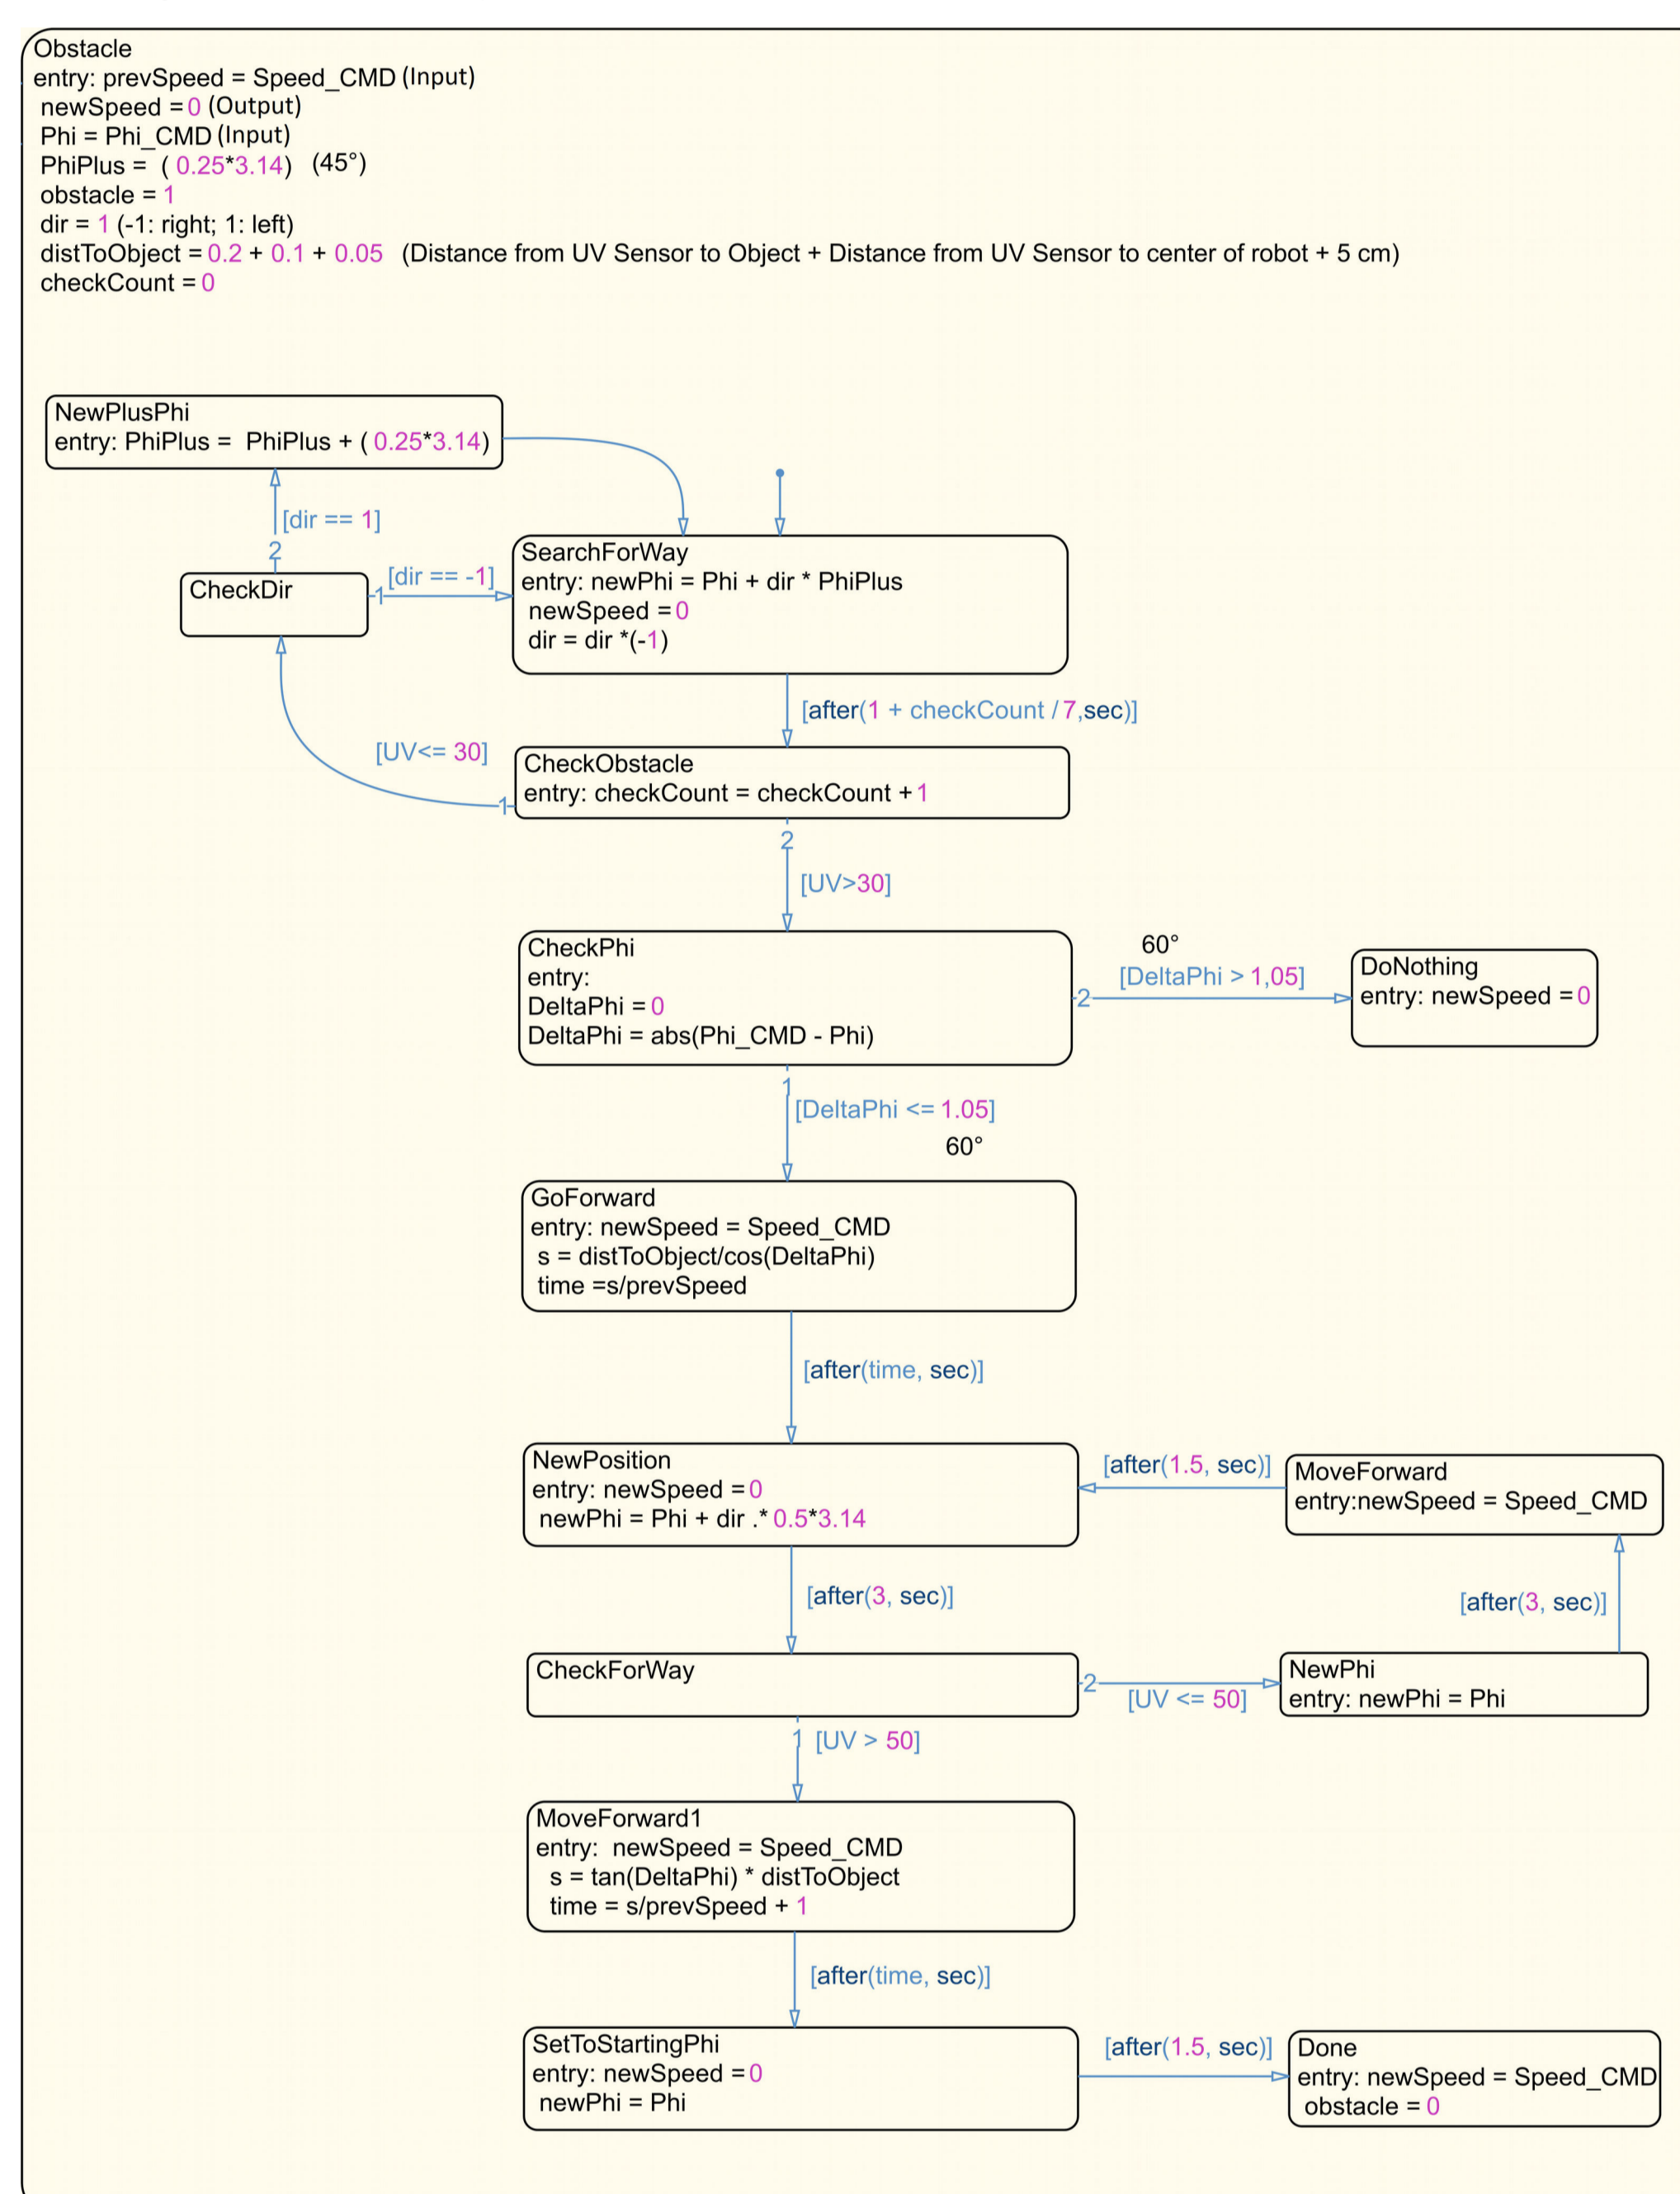 Obstacle
entry: prevSpeed = Speed_CMD (Input)
newSpeed = 0 (Output)
Phi = Phi_CMD (Input)
PhiPlus = ( 0.25*3.14) (45°)
obstacle = 1
dir = 1 (-1: right; 1: left)
distToObject = 0.2 + 0.1 + 0.05 (Distance from UV Sensor to Object + Distance from UV Sensor to center of robot + 5 cm)
checkCount = 0
NewPlusPhi
entry: PhiPlus = PhiPlus + ( 0.25*3.14)
[dir == 1]
2
CheckDir
1
[dir == -1]
SearchForWay
entry: newPhi = Phi + dir * PhiPlus
newSpeed = 0
dir = dir *(-1)
[after(1 + checkCount / 7,sec)]
[UV<= 30]
1
CheckObstacle
entry: checkCount = checkCount + 1
2
[UV>30]
CheckPhi
entry:
DeltaPhi = 0
DeltaPhi = abs(Phi_CMD - Phi)
2
60°
[DeltaPhi > 1,05]
DoNothing
entry: newSpeed = 0
1
[DeltaPhi <= 1.05]
60°
GoForward
entry: newSpeed = Speed_CMD
s = distToObject/cos(DeltaPhi)
time =s/prevSpeed
[after(time, sec)]
NewPosition
entry: newSpeed = 0
newPhi = Phi + dir .* 0.5*3.14
[after(1.5, sec)]
MoveForward
entry:newSpeed = Speed_CMD
[after(3, sec)]
[after(3, sec)]
CheckForWay
2
[UV <= 50]
NewPhi
entry: newPhi = Phi
1
[UV > 50]
MoveForward1
entry: newSpeed = Speed_CMD
s = tan(DeltaPhi) * distToObject
time = s/prevSpeed + 1
[after(time, sec)]
SetToStartingPhi
entry: newSpeed = 0
newPhi = Phi
[after(1.5, sec)]
Done
entry: newSpeed = Speed_CMD
obstacle = 0